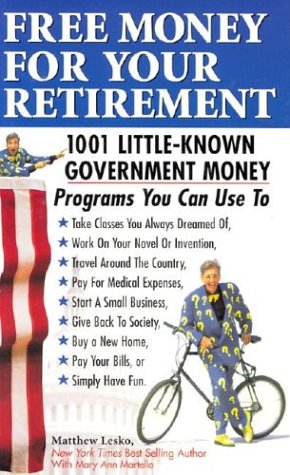 FREE MONEY
FOR YOUR
RETIREMENT
1001 LITTLE-KNOWN
GOVERNMENT MONEY
Programs You Can Use To
★ Take Classes You Always Dreamed Of,
★ Work On Your Novel Or Invention,
★ Travel Around The Country,
★ Pay For Medical Expenses,
★ Start A Small Business,
★ Give Back To Society,
★ Buy a New Home,
★ Pay Your Bills, or
★ Simply Have Fun.
Matthew Lesko,
New York Times Best Selling Author
With Mary Ann Martello